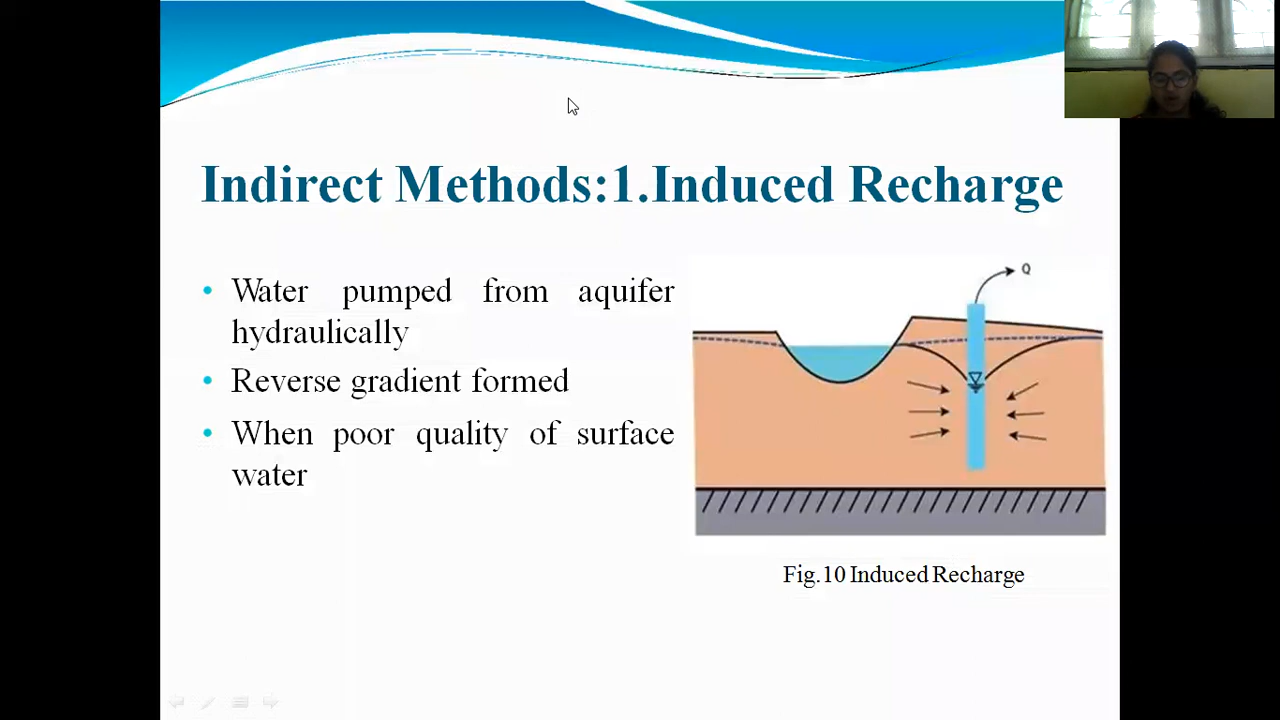 Indirect Methods:1.Induced Recharge
• Water pumped from aquifer
hydraulically
• Reverse gradient formed
• When poor quality of surface
water
Q
Fig.10 Induced Recharge